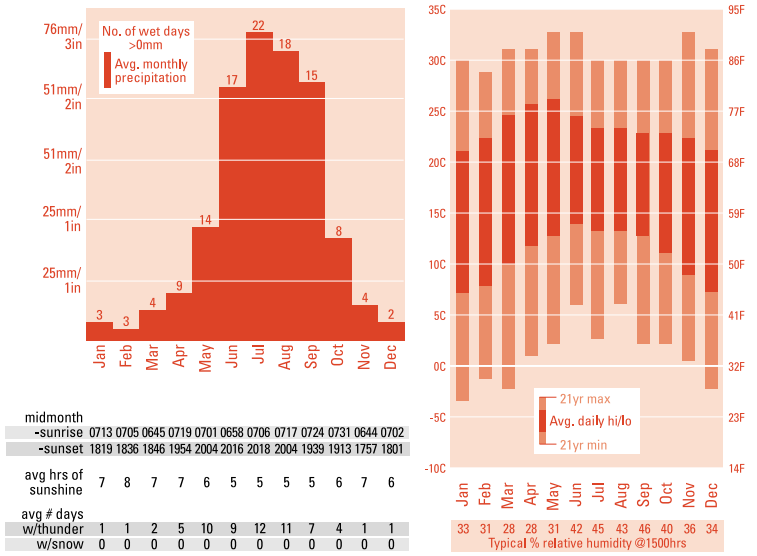 76mm/
3in
51mm/
2in
51mm/
2in
25mm/
1in
25mm/
1in
No. of wet days
>0mm
Avg. monthly
precipitation
3
3
4
9
14
17
22
18
15
8
4
2
Jan
Feb
Mar
Apr
May
Jun
Jul
Aug
Sep
Oct
Nov
Dec
midmonth
-sunrise 0713 0705 0645 0719 0701 0658 0706 0717 0724 0731 0644 0702
-sunset 1819 1836 1846 1954 2004 2016 2018 2004 1939 1913 1757 1801
avg hrs of
sunshine 7 8 7 7 6 5 5 5 5 6 7 6
avg # days
w/thunder 1 1 2 5 10 9 12 11 7 4 1 1
w/snow 0 0 0 0 0 0 0 0 0 0 0 0
35C 95F
30C 86F
25C 77F
20C 68F
15C 59F
10C 50F
5C 41F
0C 32F
-5C 23F
-10C 14F
21yr max
Avg. daily hi/lo
21yr min
Jan
Feb
Mar
Apr
May
Jun
Jul
Aug
Sep
Oct
Nov
Dec
33 31 28 28 31 42 45 43 46 40 36 34
Typical % relative humidity @1500hrs